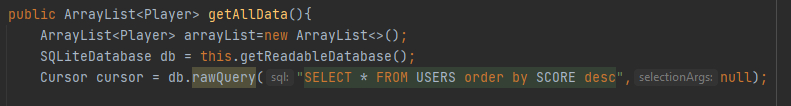 public ArrayList<Player> getAllData(){
ArrayList<Player> arrayList=new ArrayList<>();
SQLiteDatabase db = this.getReadableDatabase();
Cursor cursor = db.rawQuery( sql: "SELECT * FROM USERS order by SCORE desc", selectionArgs: null);